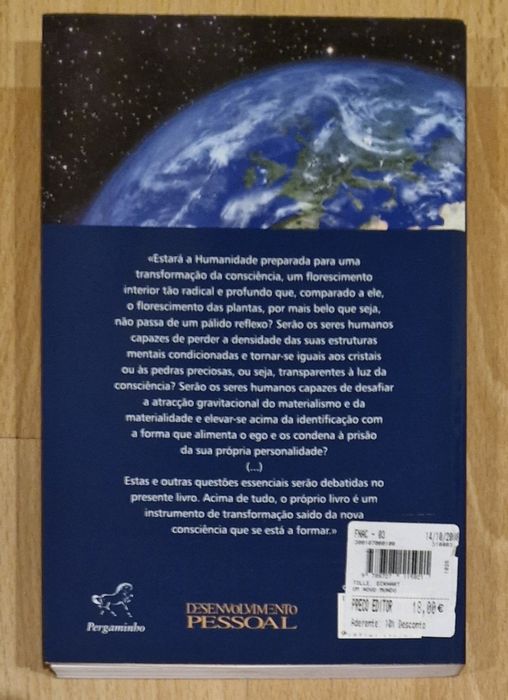 «Estará a Humanidade preparada para uma
transformação da consciência, um florescimento
interior tão radical e profundo que, comparado a ele,
o florescimento das plantas, por mais belo que seja,
não passa de um pálido reflexo? Serão os seres humanos
capazes de perder a densidade das suas estruturas
mentais condicionadas e tornar-se iguais aos cristais
ou às pedras preciosas, ou seja, transparentes à luz da
consciência? Serão os seres humanos capazes de desafiar
a atracção gravitacional do materialismo e da
materialidade e elevar-se acima da identificação com
a forma que alimenta o ego e os condena à prisão
da sua própria personalidade?
(...)
Estas e outras questões essenciais serão debatidas no
presente livro. Acima de tudo, o próprio livro é um
instrumento de transformação saído da nova
consciência que se está a formar.»
FNAC - 03
14/10/20
TOLLE, ECKHART
UM NOVO MUNDO
PRECO EDITOR
18,00€
Aderente: 10% Desconto
Pergaminho
DESENVOLVIMENTO
PESSOAL